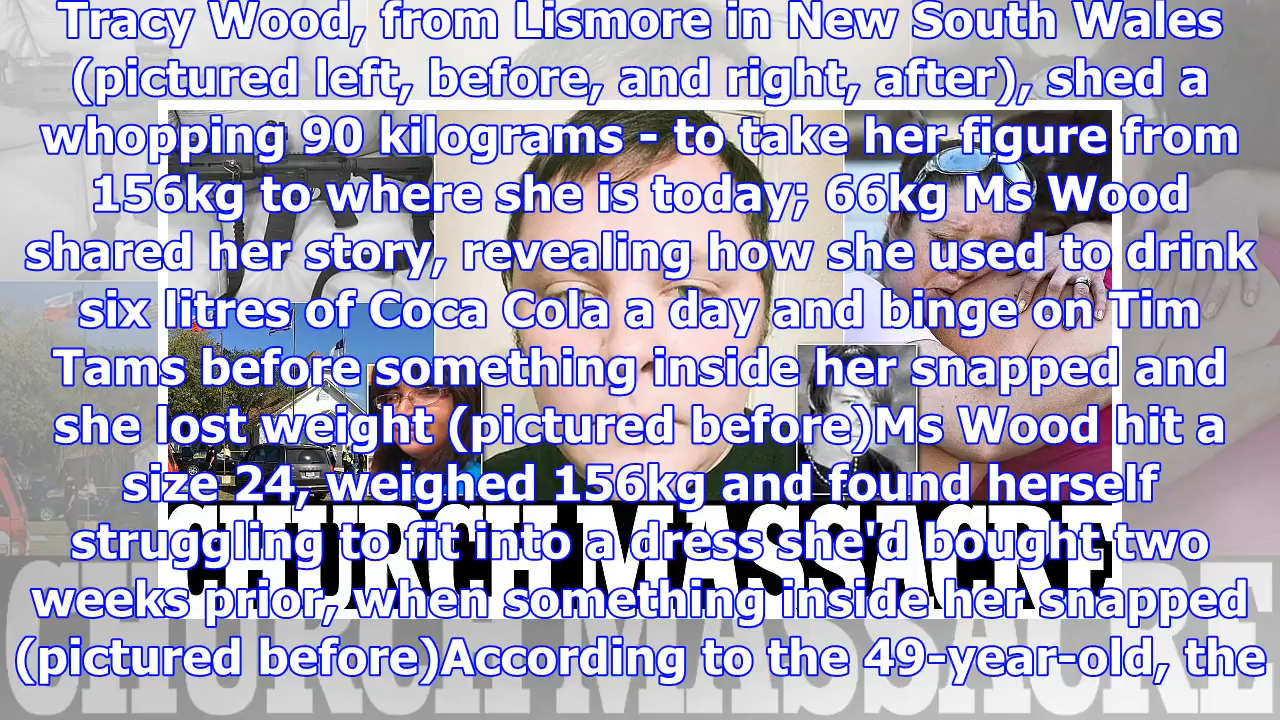 Tracy Wood, from Lismore in New South Wales
(pictured left, before, and right, after), shed a
whopping 90 kilograms - to take her figure from
156kg to where she is today; 66kg Ms Wood
shared her story, revealing how she used to drink
six litres of Coca Cola a day and binge on Tim
Tams before something inside her snapped and
she lost weight (pictured before)Ms Wood hit a
size 24, weighed 156kg and found herself
struggling to fit into a dress she'd bought two
weeks prior, when something inside her snapped
(pictured before)According to the 49-year-old, the
CHURCH MASSACRE
CHURCH MASSACRE